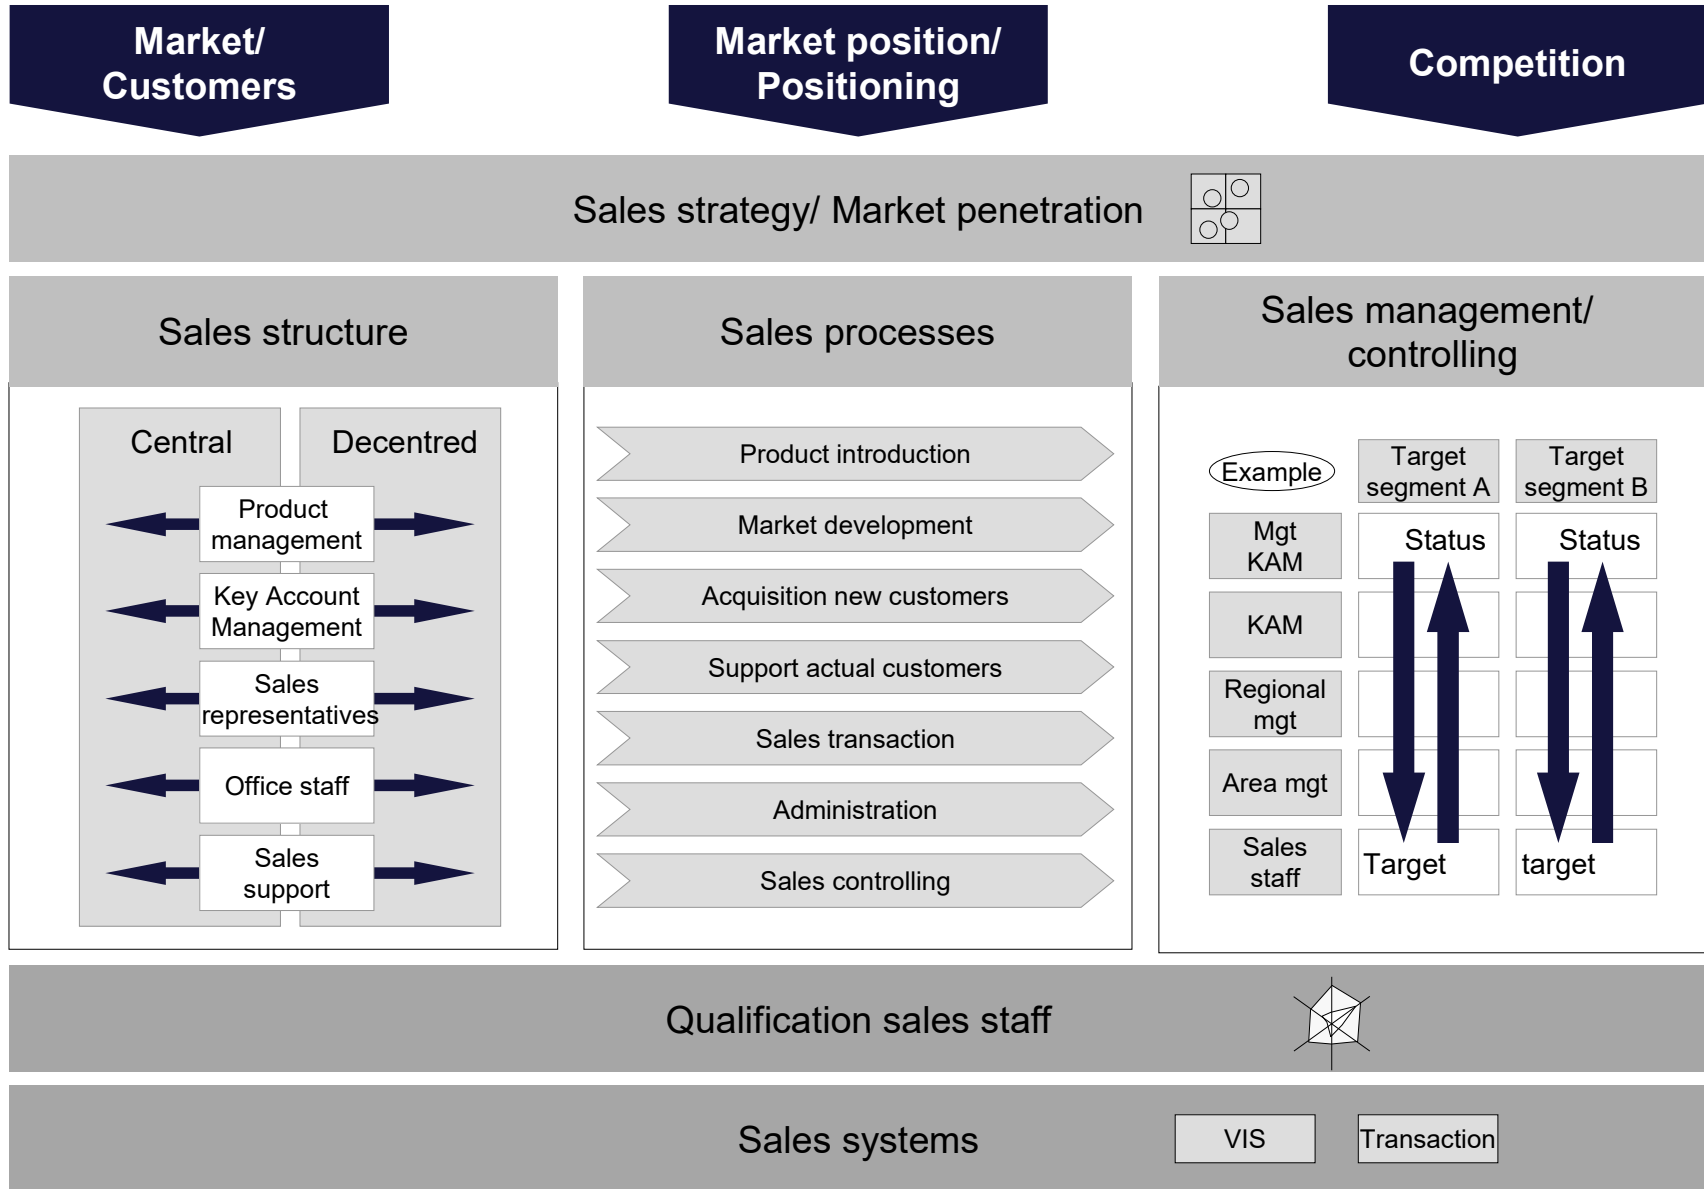 Market/
Customers
Market position/
Positioning
Competition
Sales strategy/ Market penetration
Sales structure
Central
Decentred
Product
management
Key Account
Management
Sales
representatives
Office staff
Sales
support
Sales processes
Product introduction
Market development
Acquisition new customers
Support actual customers
Sales transaction
Administration
Sales controlling
Sales management/
controlling
Example
Target
segment A
Target
segment B
Mgt
KAM
Status
Status
KAM
Regional
mgt
Area mgt
Sales
staff
Target
target
Qualification sales staff
Sales systems
VIS
Transaction